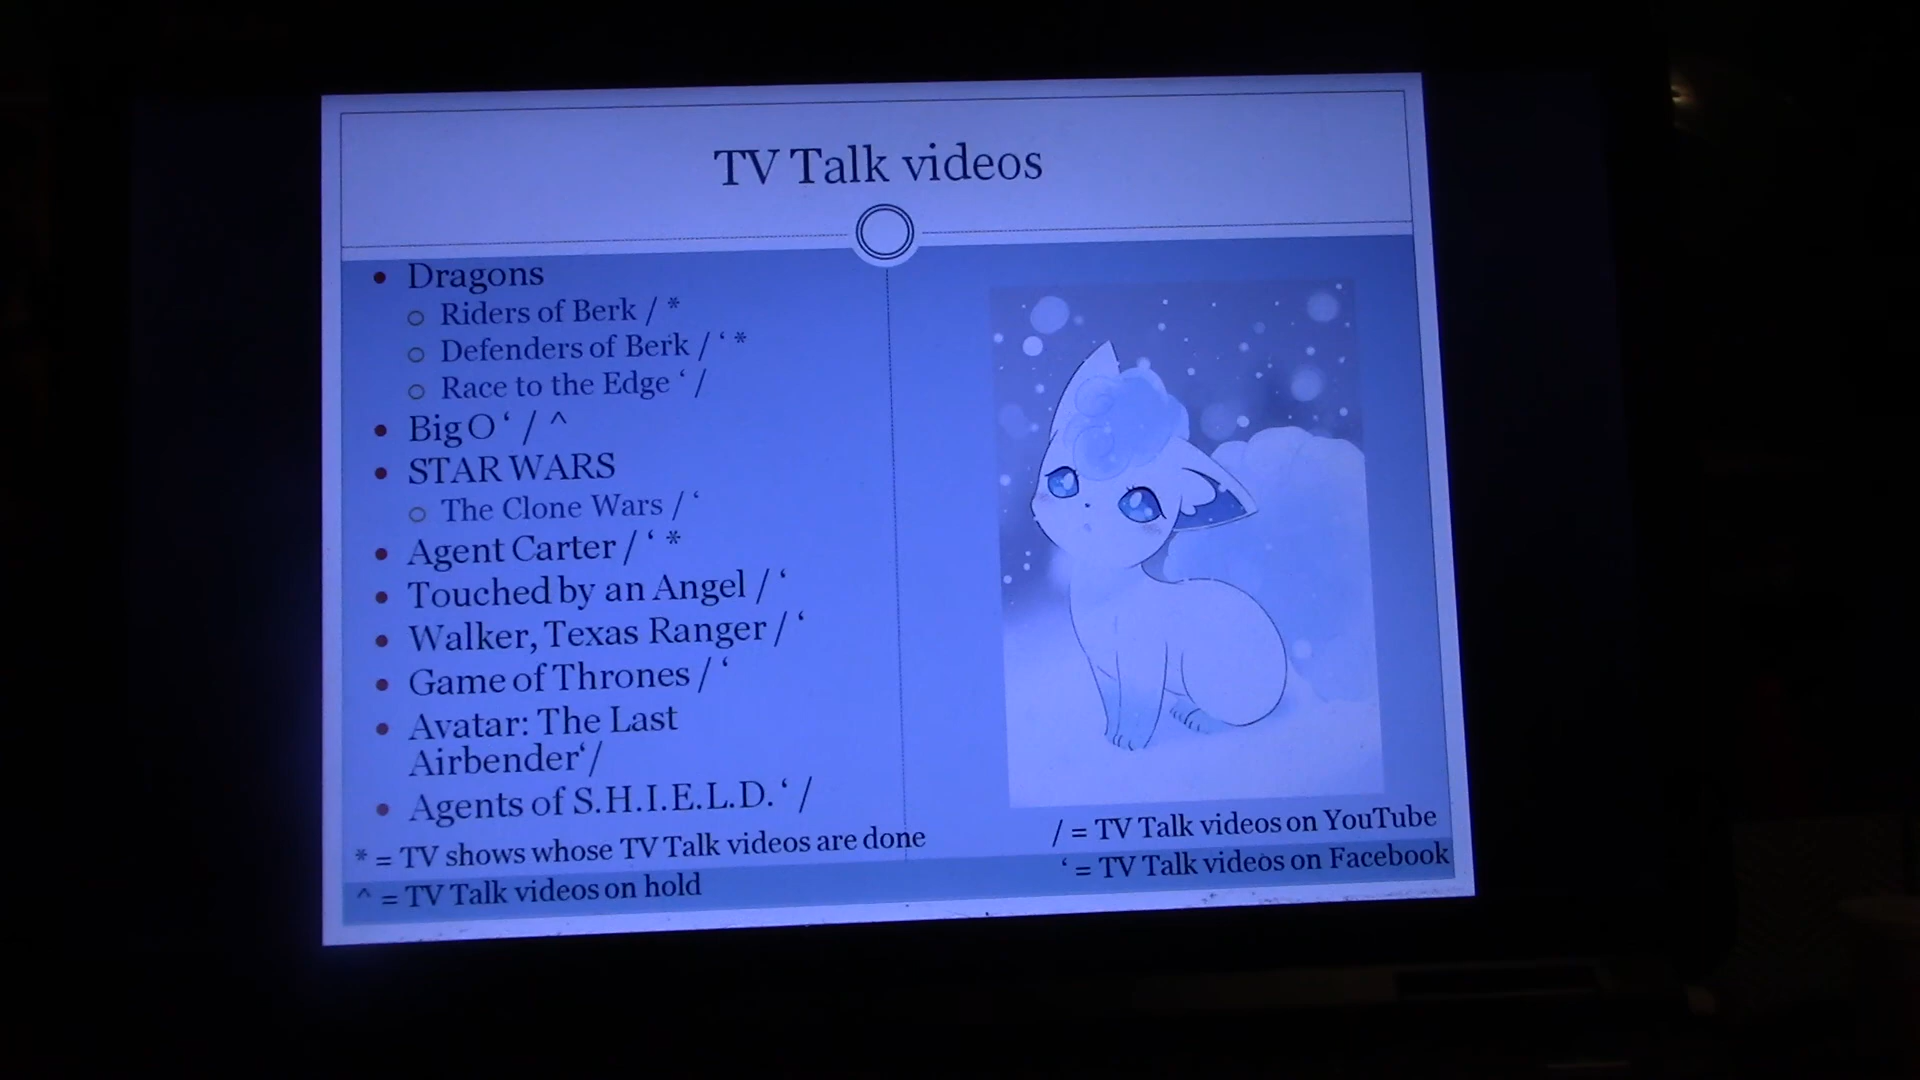 TV Talk videos
• Dragons
○ Riders of Berk / *
○ Defenders of Berk / ‘ *
○ Race to the Edge ‘ /
• Big O ‘ / ^
• STAR WARS
○ The Clone Wars / ‘
• Agent Carter / ‘ *
• Touched by an Angel / ‘
• Walker, Texas Ranger / ‘
• Game of Thrones / ‘
• Avatar: The Last
Airbender‘/
• Agents of S.H.I.E.L.D. ‘ /
* = TV shows whose TV Talk videos are done
^ = TV Talk videos on hold
/ = TV Talk videos on YouTube
‘ = TV Talk videos on Facebook